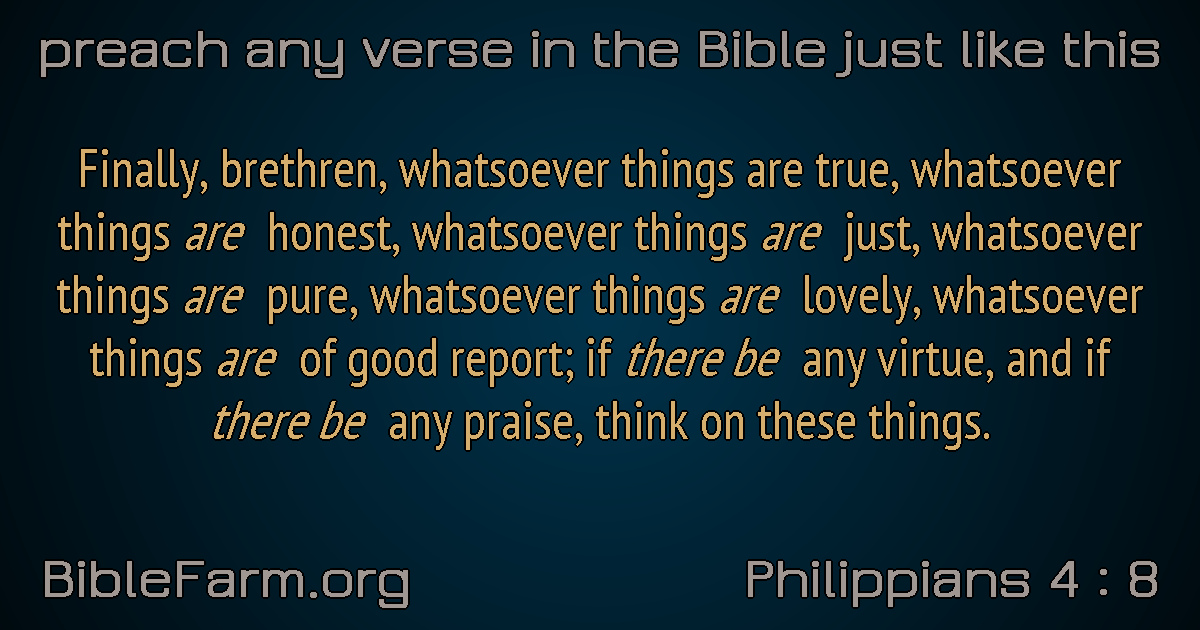 preach any verse in the Bible just like this
Finally, brethren, whatsoever things are true, whatsoever
things are honest, whatsoever things are just, whatsoever
things are pure, whatsoever things are lovely, whatsoever
things are of good report; if there be any virtue, and if
there be any praise, think on these things.
BibleFarm.org
Philippians 4 : 8